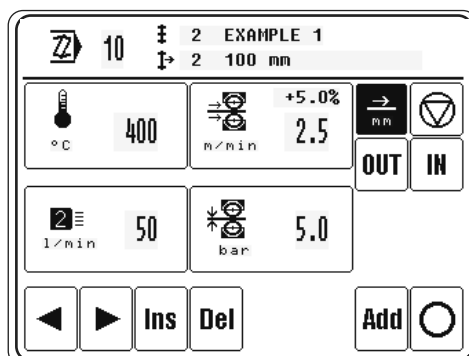 10 2 EXAMPLE 1
2 100 mm
°C 400
+5.0%
m/min 2.5
mm
OUT IN
2 l/min 50
bar 5.0
Ins Del Add